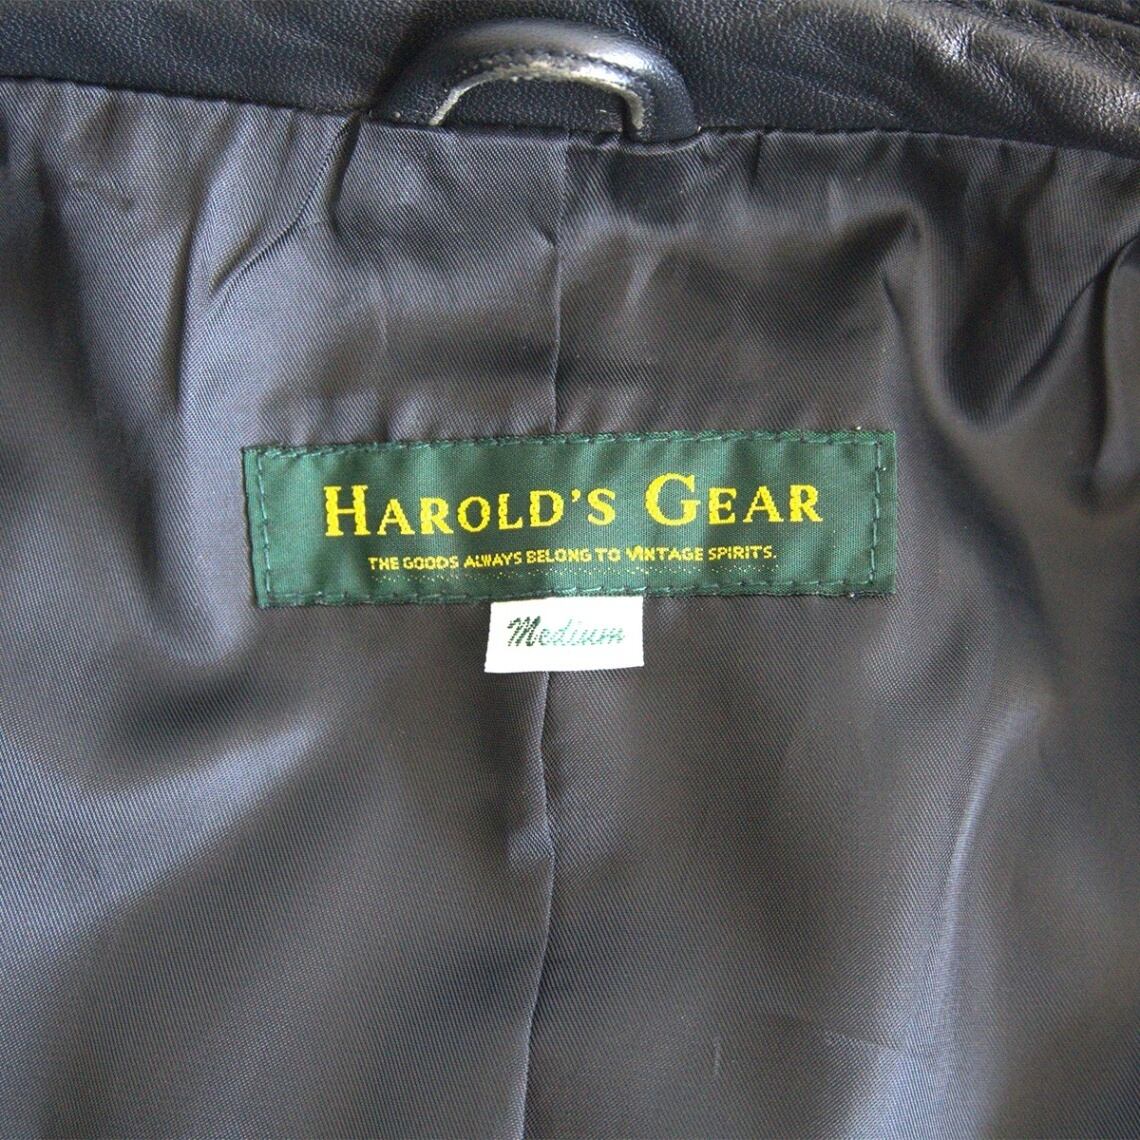 HAROLD'S GEAR
THE GOODS ALWAYS BELONG TO VINTAGE SPIRITS.
Medium